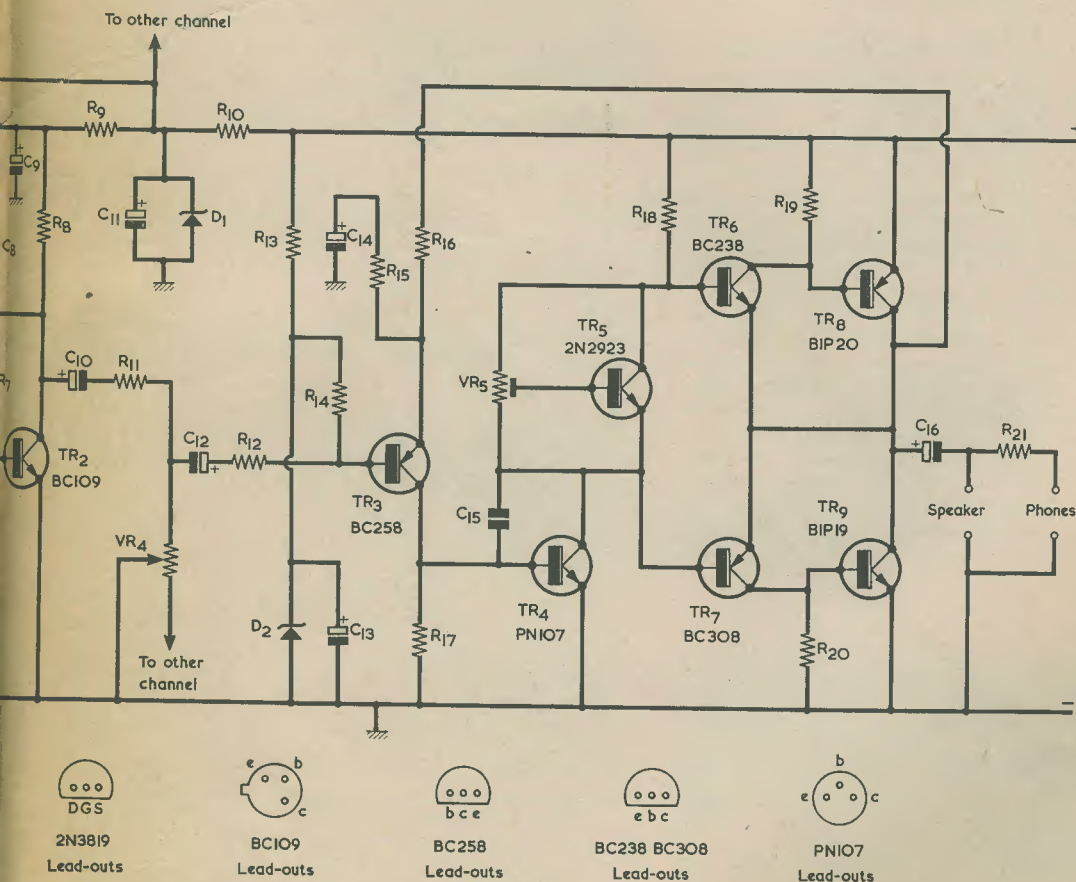 To other channel
R9
R10
C9
R8
C11
D1
C8
R13
C14
R15
R16
R18
TR6
BC238
R19
TR8
BIP20
TR5
2N2923
VR5
C10
R11
R7
R14
C12
R12
TR2
BC109
TR3
BC258
C15
C16
R21
Speaker
Phones
TR9
BIP19
VR4
TR4
PN107
TR7
BC308
D2
C13
R17
R20
To other
channel
e b
b
DGS
c
b c e
e b c
e c
2N3819
Lead-outs
BC109
Lead-outs
BC258
Lead-outs
BC238 BC308
Lead-outs
PN107
Lead-outs